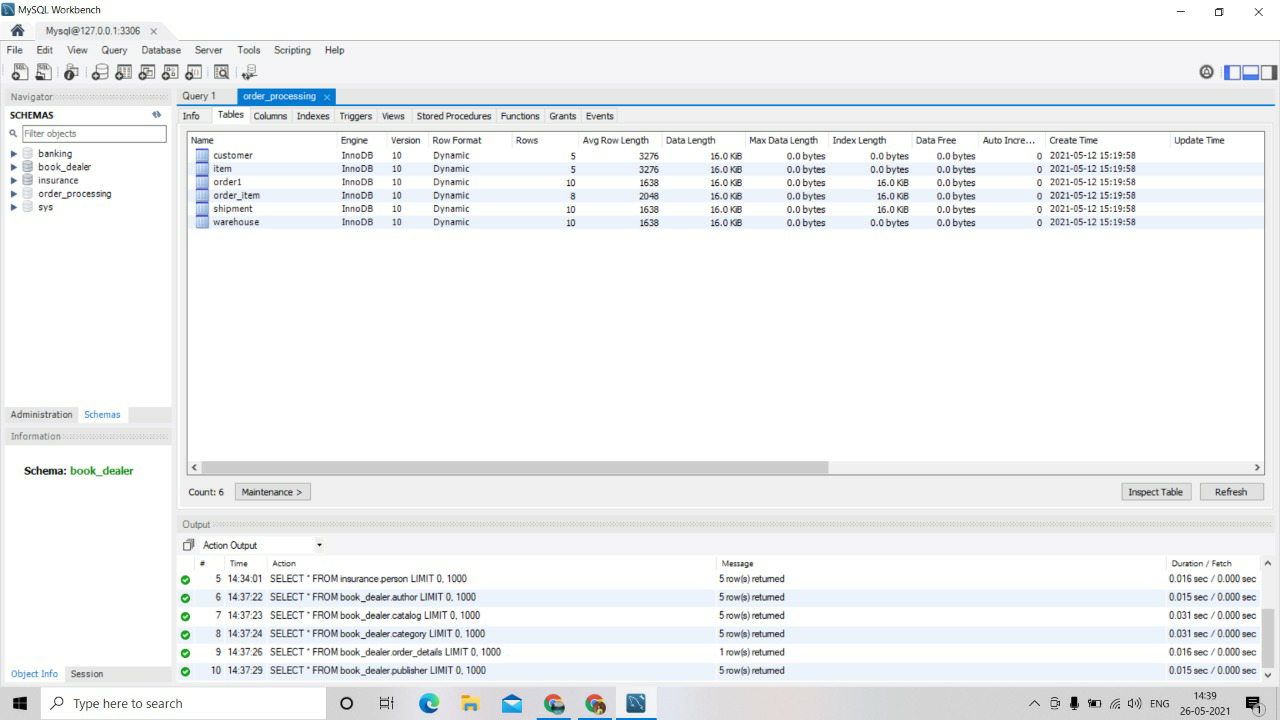 MySQL Workbench
Mysql@127.0.0.1:3306
File Edit View Query Database Server Tools Scripting Help
Navigator
SCHEMAS
Filter objects
banking
book_dealer
insurance
order_processing
sys
Administration Schemas
Information
Schema: book_dealer
Object Info Session
Query 1 order_processing
Info Tables Columns Indexes Triggers Views Stored Procedures Functions Grants Events
Name Engine Version Row Format Rows Avg Row Length Data Length Max Data Length Index Length Data Free Auto Incre... Create Time Update Time
customer InnoDB 10 Dynamic 5 3276 16.0 KiB 0.0 bytes 0.0 bytes 0.0 bytes 0 2021-05-12 15:19:58
item InnoDB 10 Dynamic 5 3276 16.0 KiB 0.0 bytes 0.0 bytes 0.0 bytes 0 2021-05-12 15:19:58
order1 InnoDB 10 Dynamic 10 1638 16.0 KiB 0.0 bytes 16.0 KiB 0.0 bytes 0 2021-05-12 15:19:58
order_item InnoDB 10 Dynamic 8 2048 16.0 KiB 0.0 bytes 16.0 KiB 0.0 bytes 0 2021-05-12 15:19:58
shipment InnoDB 10 Dynamic 10 1638 16.0 KiB 0.0 bytes 16.0 KiB 0.0 bytes 0 2021-05-12 15:19:58
warehouse InnoDB 10 Dynamic 10 1638 16.0 KiB 0.0 bytes 0.0 bytes 0.0 bytes 0 2021-05-12 15:19:58
Count: 6 Maintenance > Inspect Table Refresh
Output
Action Output
# Time Action Message Duration / Fetch
5 14:34:01 SELECT * FROM insurance.person LIMIT 0, 1000 5 row(s) returned 0.016 sec / 0.000 sec
6 14:37:22 SELECT * FROM book_dealer.author LIMIT 0, 1000 5 row(s) returned 0.015 sec / 0.000 sec
7 14:37:23 SELECT * FROM book_dealer.catalog LIMIT 0, 1000 5 row(s) returned 0.031 sec / 0.000 sec
8 14:37:24 SELECT * FROM book_dealer.category LIMIT 0, 1000 5 row(s) returned 0.031 sec / 0.000 sec
9 14:37:26 SELECT * FROM book_dealer.order_details LIMIT 0, 1000 1 row(s) returned 0.016 sec / 0.000 sec
10 14:37:29 SELECT * FROM book_dealer.publisher LIMIT 0, 1000 5 row(s) returned 0.015 sec / 0.000 sec
Type here to search
ENG
14:39
26-05-2021
1